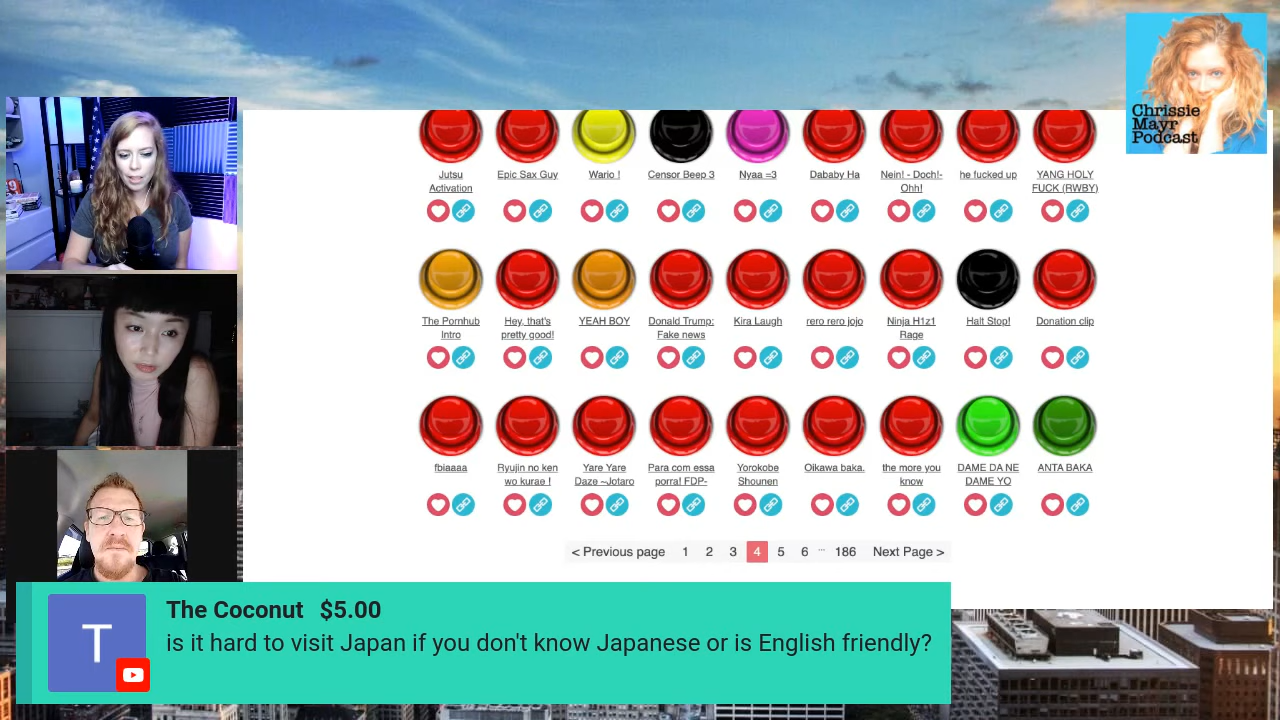 Chrissie
Mayr
Podcast
Jutsu
Activation
Epic Sax Guy
Wario !
Censor Beep 3
Nyaa =3
Dababy Ha
Nein! - Doch!-
Ohh!
he fucked up
YANG HOLY
FUCK (RWBY)
The Pornhub
Intro
Hey, that's
pretty good!
YEAH BOY
Donald Trump:
Fake news
Kira Laugh
rero rero jojo
Ninja H1z1
Rage
Halt Stop!
Donation clip
fbiaaaa
Ryujin no ken
wo kurae !
Yare Yare
Daze ~Jotaro
Para com essa
porra! FDP-
Yorokobe
Shounen
Oikawa baka.
the more you
know
DAME DA NE
DAME YO
ANTA BAKA
< Previous page 1 2 3 4 5 6 ... 186 Next Page >
T
The Coconut $5.00
is it hard to visit Japan if you don't know Japanese or is English friendly?